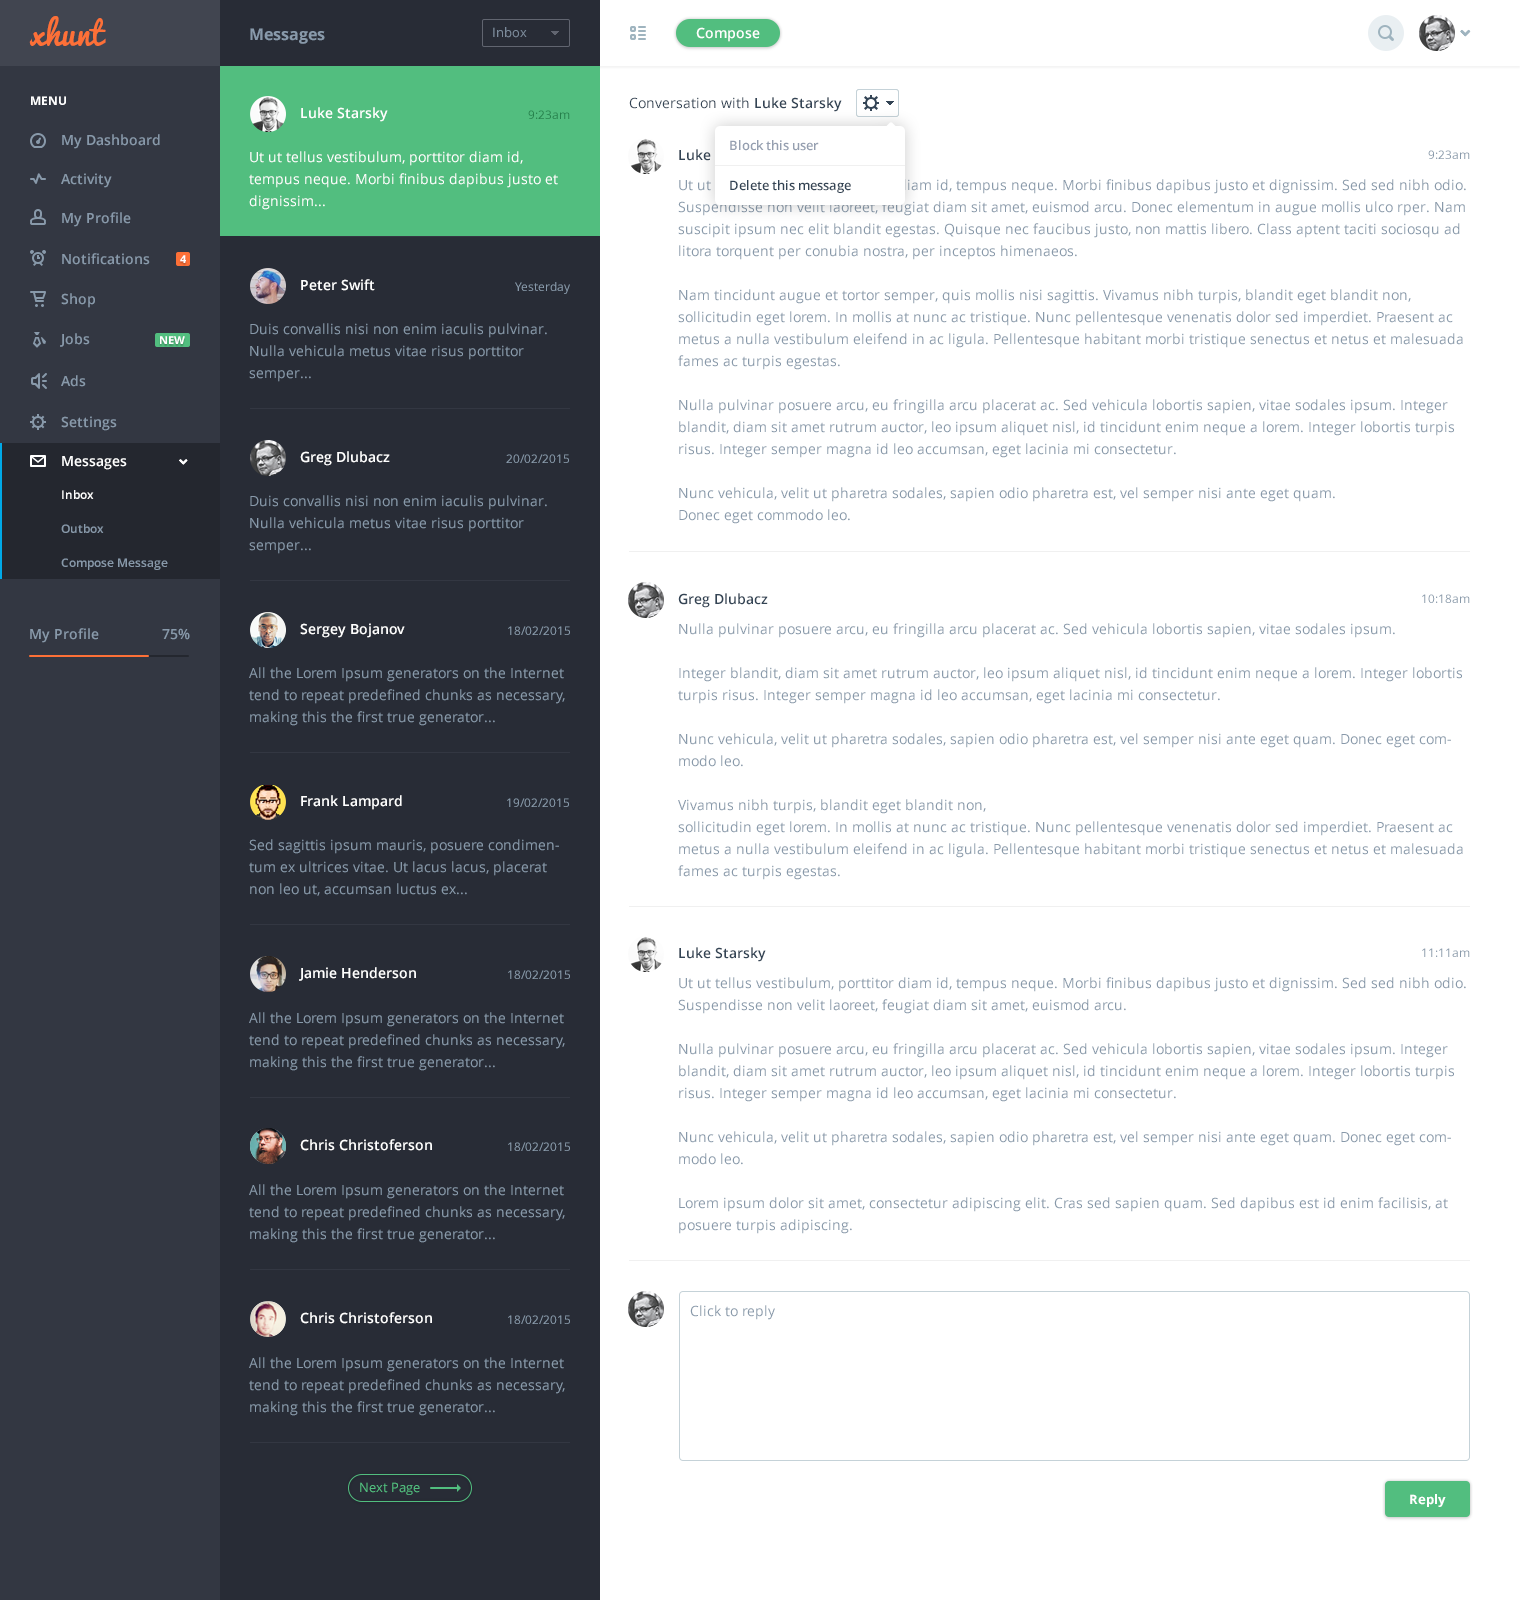 xhunt
MENU
My Dashboard
Activity
My Profile
Notifications 4
Shop
Jobs NEW
Ads
Settings
Messages
Inbox
Outbox
Compose Message
My Profile 75%
Messages Inbox
Luke Starsky 9:23am
Ut ut tellus vestibulum, porttitor diam id,
tempus neque. Morbi finibus dapibus justo et
dignissim...
Peter Swift Yesterday
Duis convallis nisi non enim iaculis pulvinar.
Nulla vehicula metus vitae risus porttitor
semper...
Greg Dlubacz 20/02/2015
Duis convallis nisi non enim iaculis pulvinar.
Nulla vehicula metus vitae risus porttitor
semper...
Sergey Bojanov 18/02/2015
All the Lorem Ipsum generators on the Internet
tend to repeat predefined chunks as necessary,
making this the first true generator...
Frank Lampard 19/02/2015
Sed sagittis ipsum mauris, posuere condimen-
tum ex ultrices vitae. Ut lacus lacus, placerat
non leo ut, accumsan luctus ex...
Jamie Henderson 18/02/2015
All the Lorem Ipsum generators on the Internet
tend to repeat predefined chunks as necessary,
making this the first true generator...
Chris Christoferson 18/02/2015
All the Lorem Ipsum generators on the Internet
tend to repeat predefined chunks as necessary,
making this the first true generator...
Chris Christoferson 18/02/2015
All the Lorem Ipsum generators on the Internet
tend to repeat predefined chunks as necessary,
making this the first true generator...
Next Page
Compose
Conversation with Luke Starsky
Block this user
Delete this message
Luke 9:23am
Ut ut iam id, tempus neque. Morbi finibus dapibus justo et dignissim. Sed sed nibh odio.
Suspendisse non velit laoreet, feugiat diam sit amet, euismod arcu. Donec elementum in augue mollis ulco rper. Nam
suscipit ipsum nec elit blandit egestas. Quisque nec faucibus justo, non mattis libero. Class aptent taciti sociosqu ad
litora torquent per conubia nostra, per inceptos himenaeos.
Nam tincidunt augue et tortor semper, quis mollis nisi sagittis. Vivamus nibh turpis, blandit eget blandit non,
sollicitudin eget lorem. In mollis at nunc ac tristique. Nunc pellentesque venenatis dolor sed imperdiet. Praesent ac
metus a nulla vestibulum eleifend in ac ligula. Pellentesque habitant morbi tristique senectus et netus et malesuada
fames ac turpis egestas.
Nulla pulvinar posuere arcu, eu fringilla arcu placerat ac. Sed vehicula lobortis sapien, vitae sodales ipsum. Integer
blandit, diam sit amet rutrum auctor, leo ipsum aliquet nisl, id tincidunt enim neque a lorem. Integer lobortis turpis
risus. Integer semper magna id leo accumsan, eget lacinia mi consectetur.
Nunc vehicula, velit ut pharetra sodales, sapien odio pharetra est, vel semper nisi ante eget quam.
Donec eget commodo leo.
Greg Dlubacz 10:18am
Nulla pulvinar posuere arcu, eu fringilla arcu placerat ac. Sed vehicula lobortis sapien, vitae sodales ipsum.
Integer blandit, diam sit amet rutrum auctor, leo ipsum aliquet nisl, id tincidunt enim neque a lorem. Integer lobortis
turpis risus. Integer semper magna id leo accumsan, eget lacinia mi consectetur.
Nunc vehicula, velit ut pharetra sodales, sapien odio pharetra est, vel semper nisi ante eget quam. Donec eget com-
modo leo.
Vivamus nibh turpis, blandit eget blandit non,
sollicitudin eget lorem. In mollis at nunc ac tristique. Nunc pellentesque venenatis dolor sed imperdiet. Praesent ac
metus a nulla vestibulum eleifend in ac ligula. Pellentesque habitant morbi tristique senectus et netus et malesuada
fames ac turpis egestas.
Luke Starsky 11:11am
Ut ut tellus vestibulum, porttitor diam id, tempus neque. Morbi finibus dapibus justo et dignissim. Sed sed nibh odio.
Suspendisse non velit laoreet, feugiat diam sit amet, euismod arcu.
Nulla pulvinar posuere arcu, eu fringilla arcu placerat ac. Sed vehicula lobortis sapien, vitae sodales ipsum. Integer
blandit, diam sit amet rutrum auctor, leo ipsum aliquet nisl, id tincidunt enim neque a lorem. Integer lobortis turpis
risus. Integer semper magna id leo accumsan, eget lacinia mi consectetur.
Nunc vehicula, velit ut pharetra sodales, sapien odio pharetra est, vel semper nisi ante eget quam. Donec eget com-
modo leo.
Lorem ipsum dolor sit amet, consectetur adipiscing elit. Cras sed sapien quam. Sed dapibus est id enim facilisis, at
posuere turpis adipiscing.
Click to reply
Reply